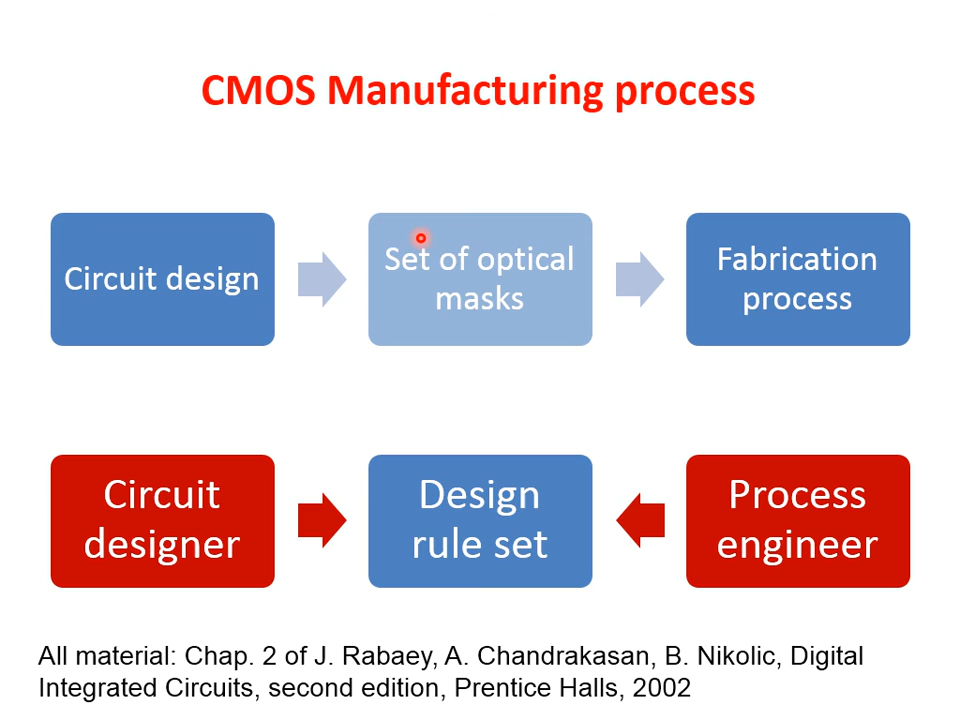 CMOS Manufacturing process
Circuit design
Set of optical
masks
Fabrication
process
Circuit
designer
Design
rule set
Process
engineer
All material: Chap. 2 of J. Rabaey, A. Chandrakasan, B. Nikolic, Digital
Integrated Circuits, second edition, Prentice Halls, 2002